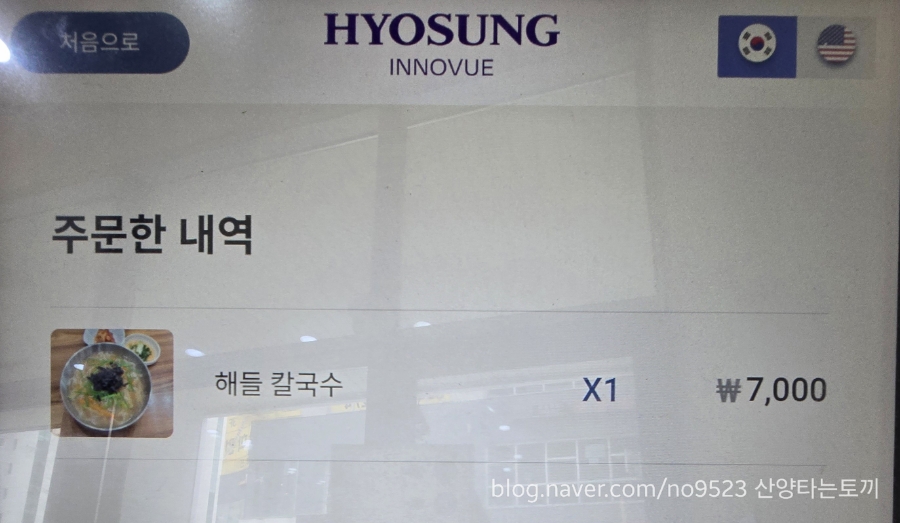 처음으로
HYOSUNG
INNOVUE
주문한 내역
해들 칼국수 X1 ₩7,000
blog.naver.com/no9523 산양타는토끼